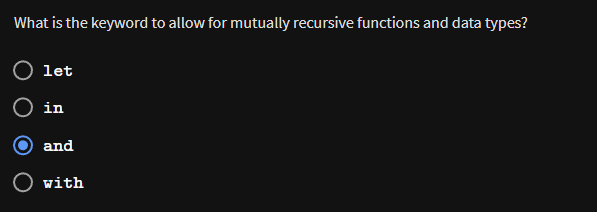 What is the keyword to allow for mutually recursive functions and data types?
let
in
and
with